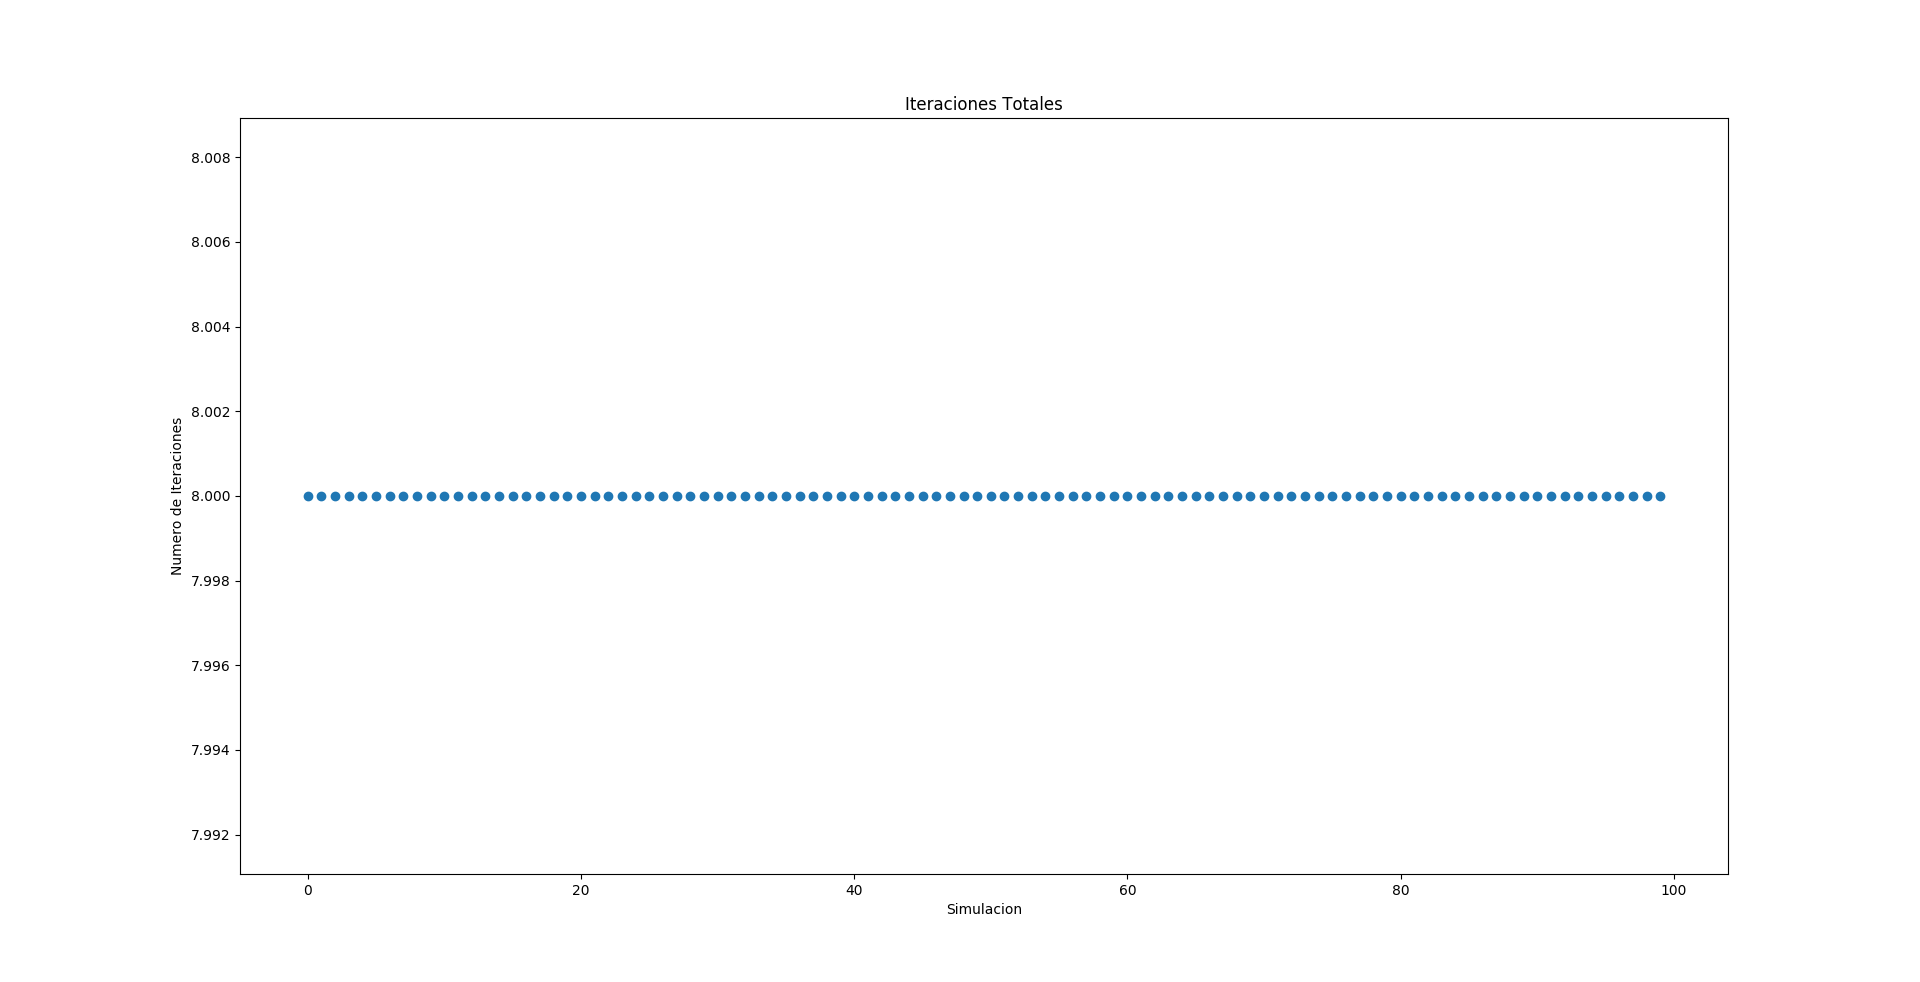 Iteraciones Totales
8.008
8.006
8.004
8.002
8.000
7.998
7.996
7.994
7.992
Numero de Iteraciones
0 20 40 60 80 100
Simulacion